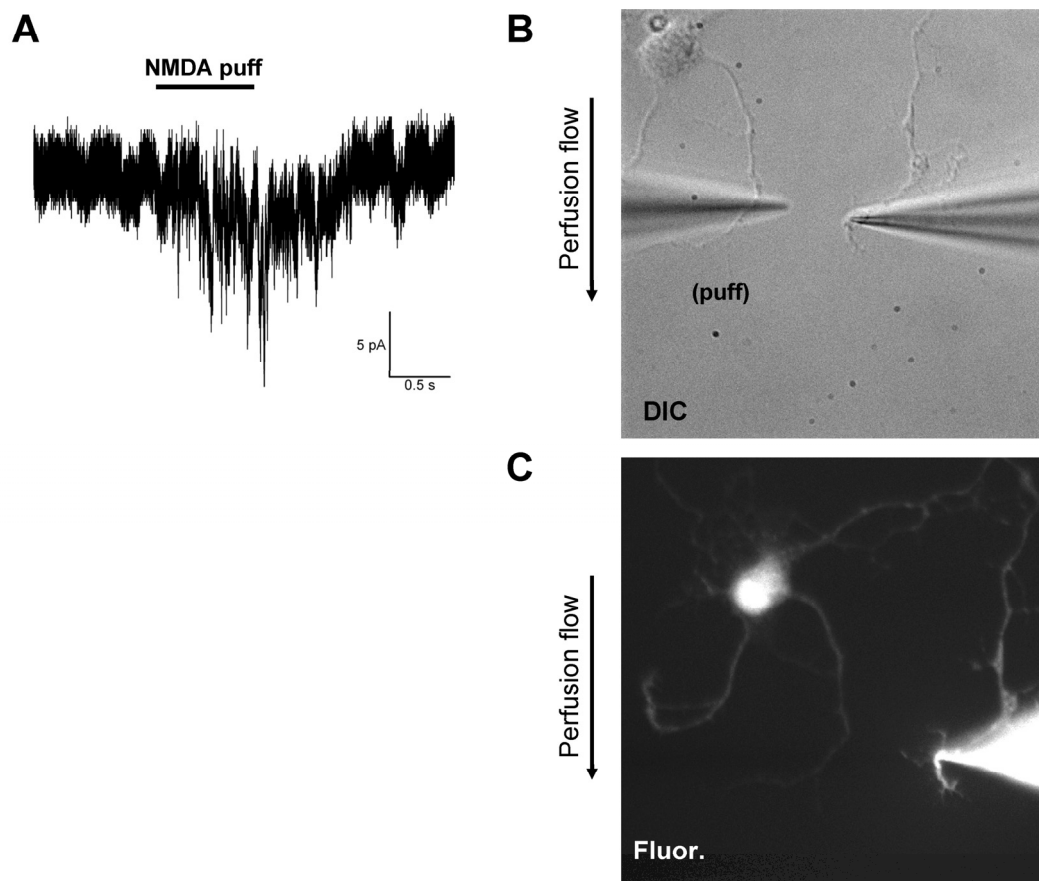 A
NMDA puff
5 pA
0.5 s
B
Perfusion flow
(puff)
DIC
C
Perfusion flow
Fluor.